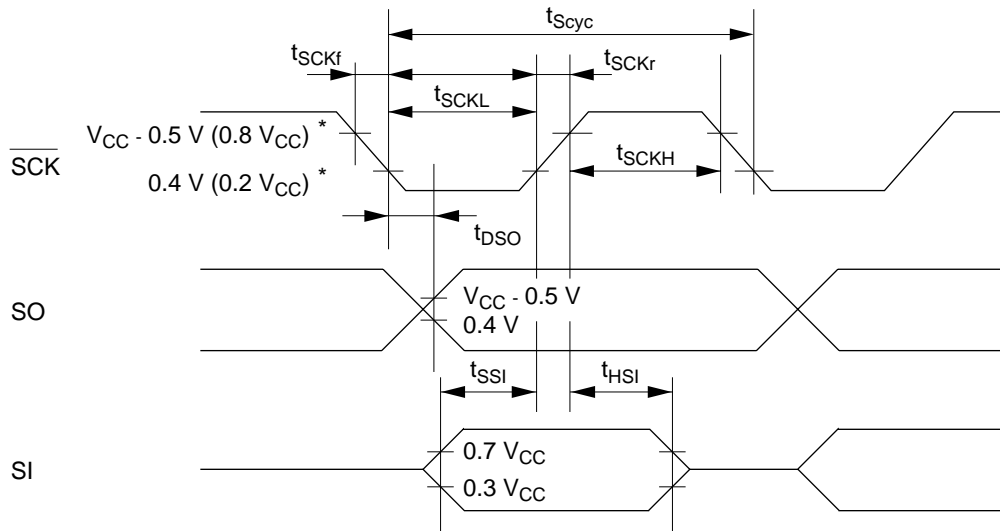 tScyc
tSCKf
tSCKr
tSCKL
VCC - 0.5 V (0.8 VCC) *
SCK
tSCKH
0.4 V (0.2 VCC) *
tDSO
SO
VCC - 0.5 V
0.4 V
tSSI
tHSI
0.7 VCC
SI
0.3 VCC